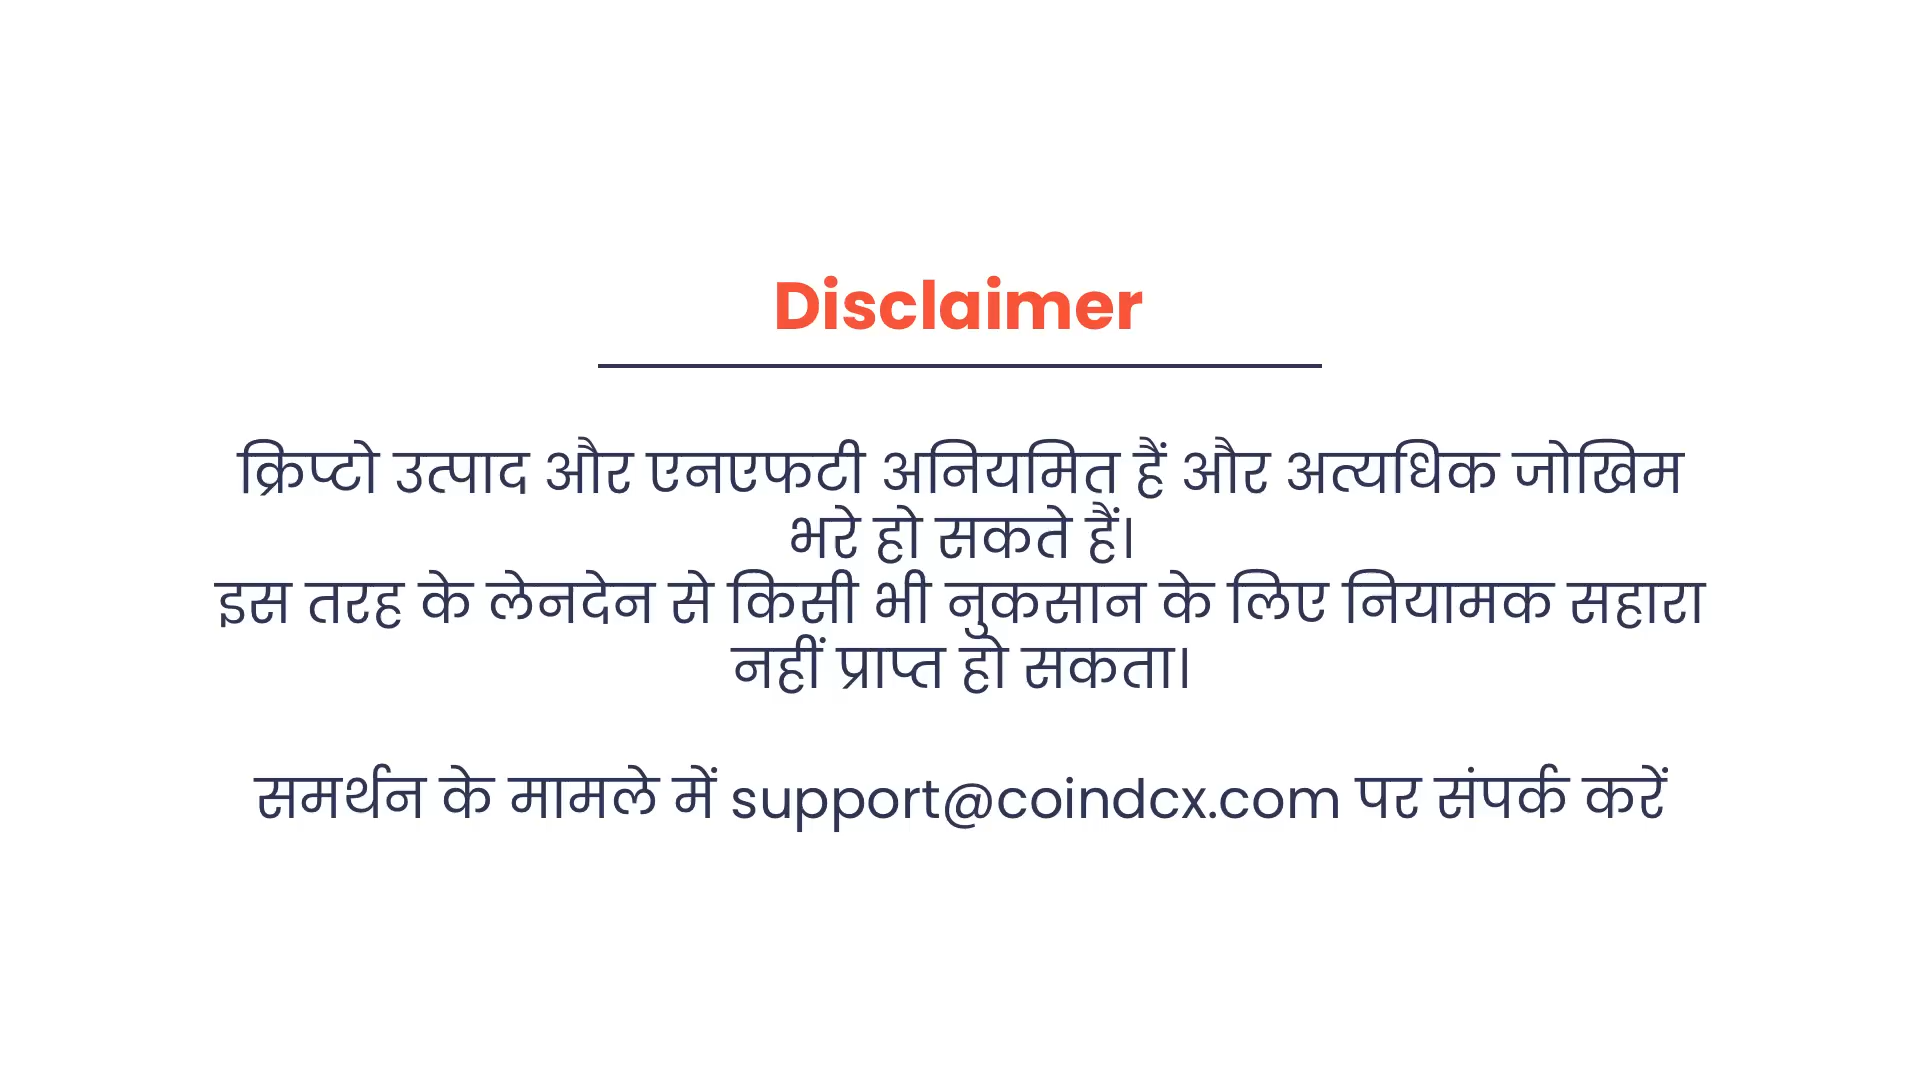 Disclaimer
क्रिप्टो उत्पाद और एनएफटी अनियमित हैं और अत्यधिक जोखिम
भरे हो सकते हैं।
इस तरह के लेनदेन से किसी भी नुकसान के लिए नियामक सहारा
नहीं प्राप्त हो सकता।
समर्थन के मामले में support@coindcx.com पर संपर्क करें